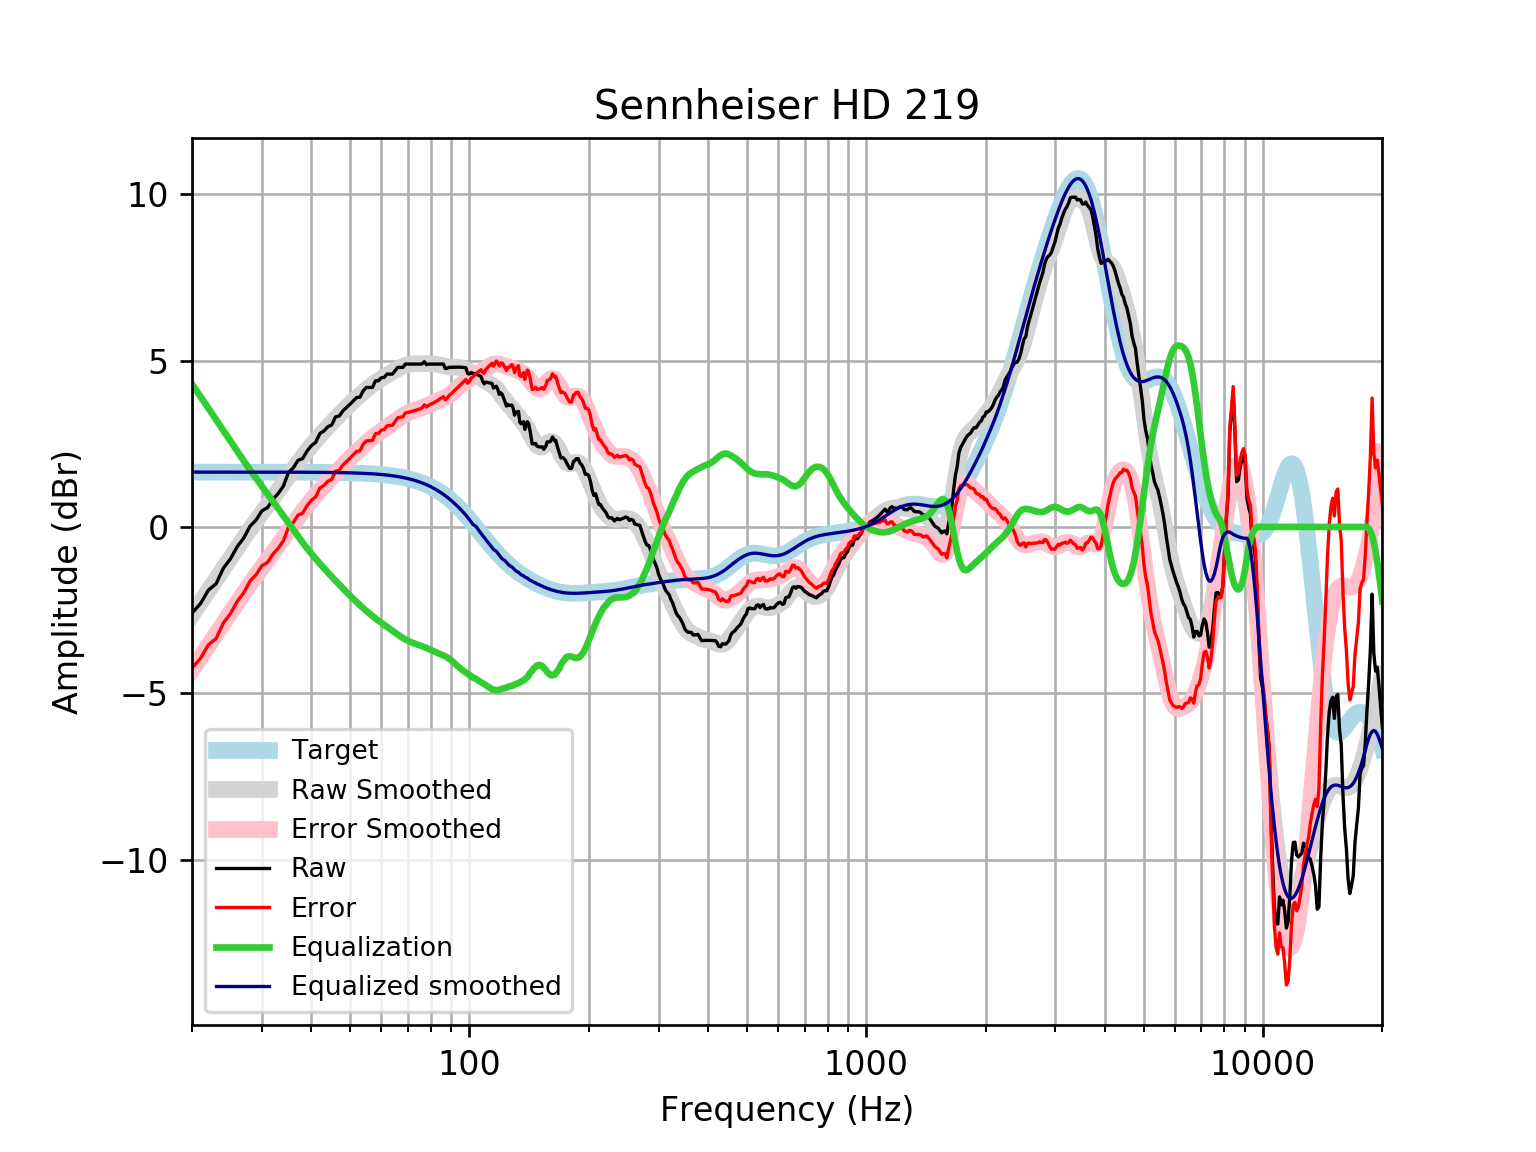 Sennheiser HD 219
10
5
0
−5
−10
Amplitude (dBr)
Target
Raw Smoothed
Error Smoothed
Raw
Error
Equalization
Equalized smoothed
100
1000
10000
Frequency (Hz)